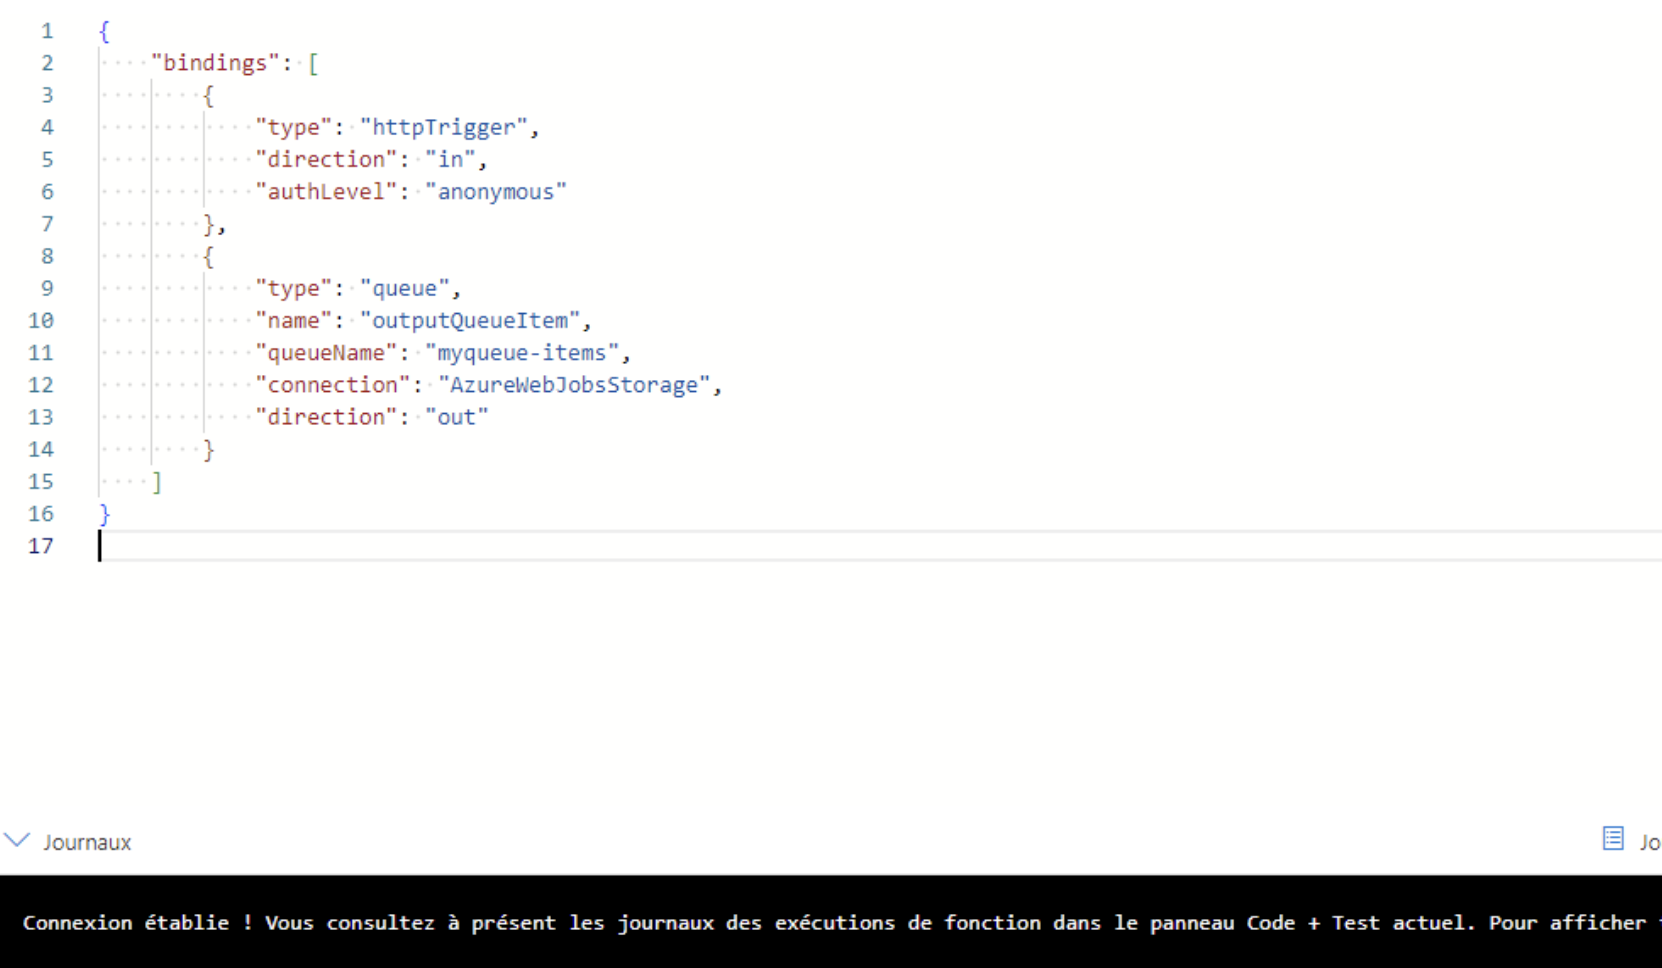 1 {
2 "bindings": [
3 {
4 "type": "httpTrigger",
5 "direction": "in",
6 "authLevel": "anonymous"
7 },
8 {
9 "type": "queue",
10 "name": "outputQueueItem",
11 "queueName": "myqueue-items",
12 "connection": "AzureWebJobsStorage",
13 "direction": "out"
14 }
15 ]
16 }
17
Journaux
Jo
Connexion établie ! Vous consultez à présent les journaux des exécutions de fonction dans le panneau Code + Test actuel. Pour afficher